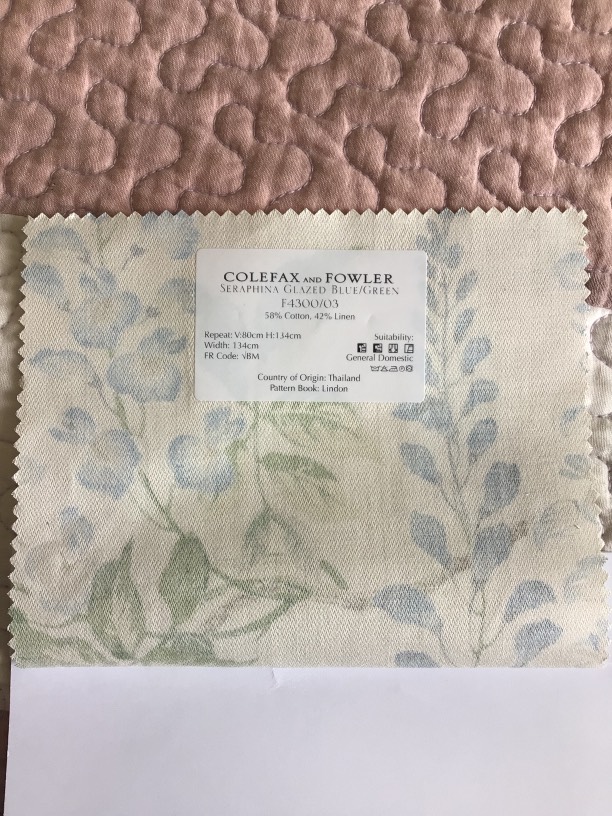 COLEFAX AND FOWLER
SERAPHINA GLAZED BLUE/GREEN
F4300/03
58% Cotton, 42% Linen
Repeat: V:80cm H:134cm
Width: 134cm
FR Code: √BM
Suitability:
General Domestic
Country of Origin: Thailand
Pattern Book: Lindon